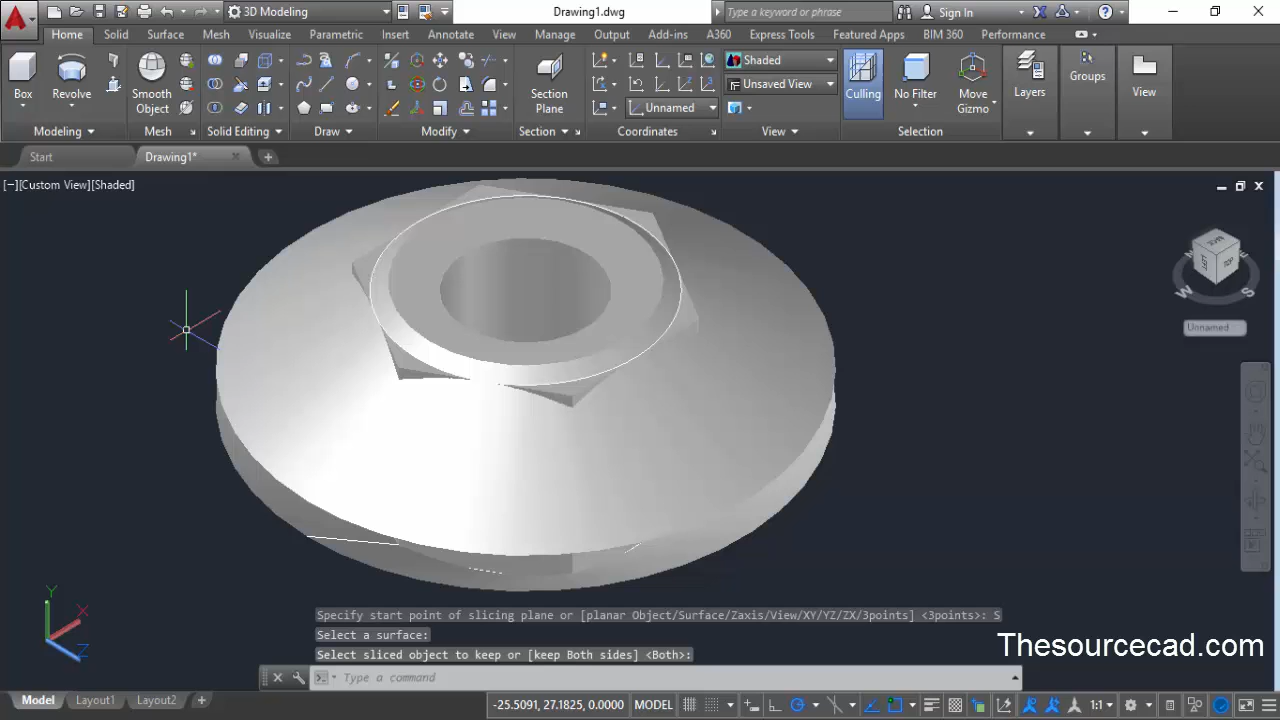 3D Modeling
Drawing1.dwg
Type a keyword or phrase
Sign In
Home Solid Surface Mesh Visualize Parametric Insert Annotate View Manage Output Add-ins A360 Express Tools Featured Apps BIM 360 Performance
Box
Revolve
Smooth Object
Section Plane
Unnamed
Shaded
Unsaved View
Culling
No Filter
Move Gizmo
Layers
Groups
View
Modeling Mesh Solid Editing Draw Modify Section Coordinates View Selection
Start Drawing1*
[−][Custom View][Shaded]
TOP
W S
Unnamed
Y
X
Z
Specify start point of slicing plane or [planar Object/Surface/Zaxis/View/XY/YZ/ZX/3points] <3points>: S
Select a surface:
Select sliced object to keep or [keep Both sides] <Both>:
Type a command
Thesourcecad.com
Model Layout1 Layout2
-25.5091, 27.1825, 0.0000 MODEL 1:1